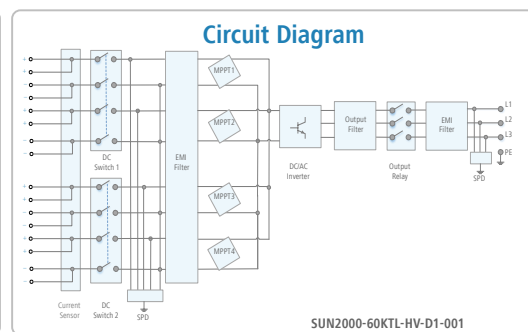 Circuit Diagram
+
+
−
−
+
+
−
−
+
+
−
−
+
+
−
−
Current
Sensor
DC
Switch 1
DC
Switch 2
SPD
EMI
Filter
MPPT1
MPPT2
MPPT3
MPPT4
DC/AC
Inverter
Output
Filter
Output
Relay
EMI
Filter
SPD
L1
L2
L3
PE
SUN2000-60KTL-HV-D1-001